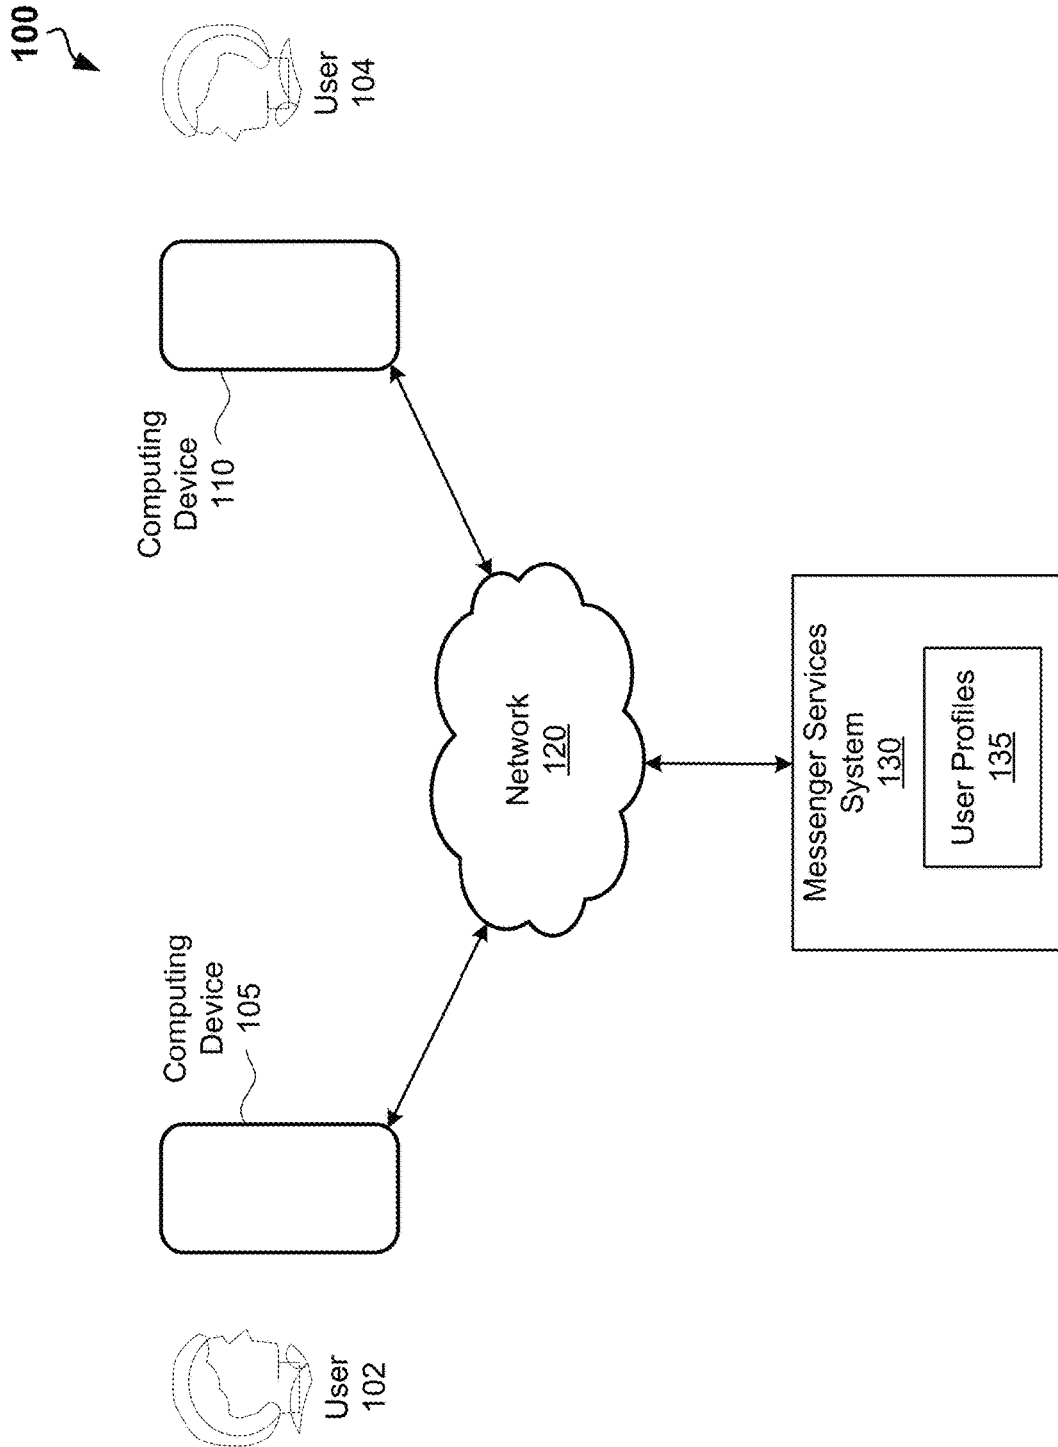 100
User
102
Computing
Device
105
Computing
Device
110
User
104
Network
120
Messenger Services
System
130
User Profiles
135